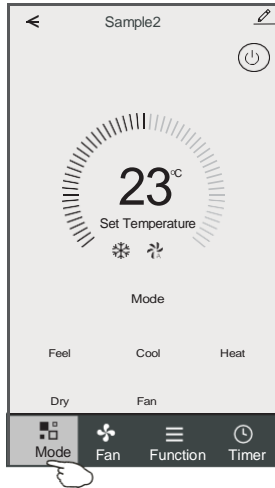 Sample2
23°C
Set Temperature
A
Mode
Feel Cool Heat
Dry Fan
Mode Fan Function Timer